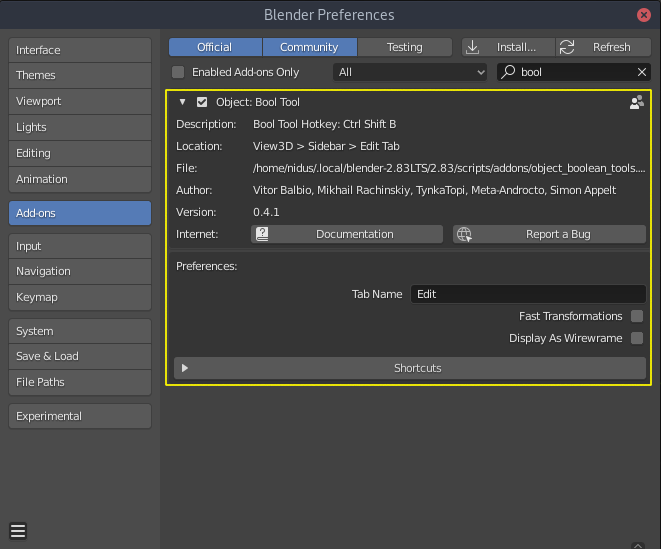 Blender Preferences
Interface
Themes
Viewport
Lights
Editing
Animation
Add-ons
Input
Navigation
Keymap
System
Save & Load
File Paths
Experimental
Official Community Testing Install... Refresh
Enabled Add-ons Only All bool
Object: Bool Tool
Description: Bool Tool Hotkey: Ctrl Shift B
Location: View3D > Sidebar > Edit Tab
File: /home/nidus/.local/blender-2.83LTS/2.83/scripts/addons/object_boolean_tools....
Author: Vitor Balbio, Mikhail Rachinskiy, TynkaTopi, Meta-Androcto, Simon Appelt
Version: 0.4.1
Internet: Documentation Report a Bug
Preferences:
Tab Name Edit
Fast Transformations
Display As Wirewrame
Shortcuts